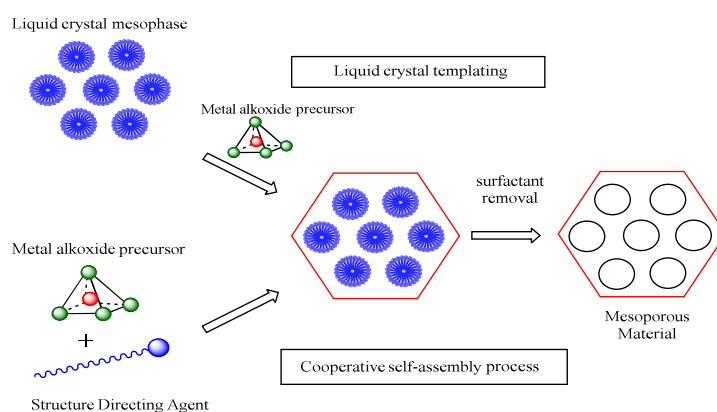 Liquid crystal mesophase
Liquid crystal templating
Metal alkoxide precursor
surfactant
removal
Metal alkoxide precursor
+
Structure Directing Agent
Cooperative self-assembly process
Mesoporous
Material